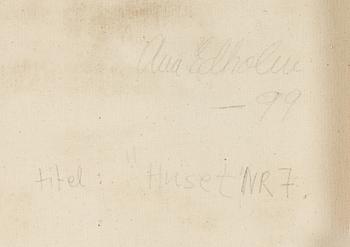 Ann Edholm
– 99
titel: "Huset" NR 7.